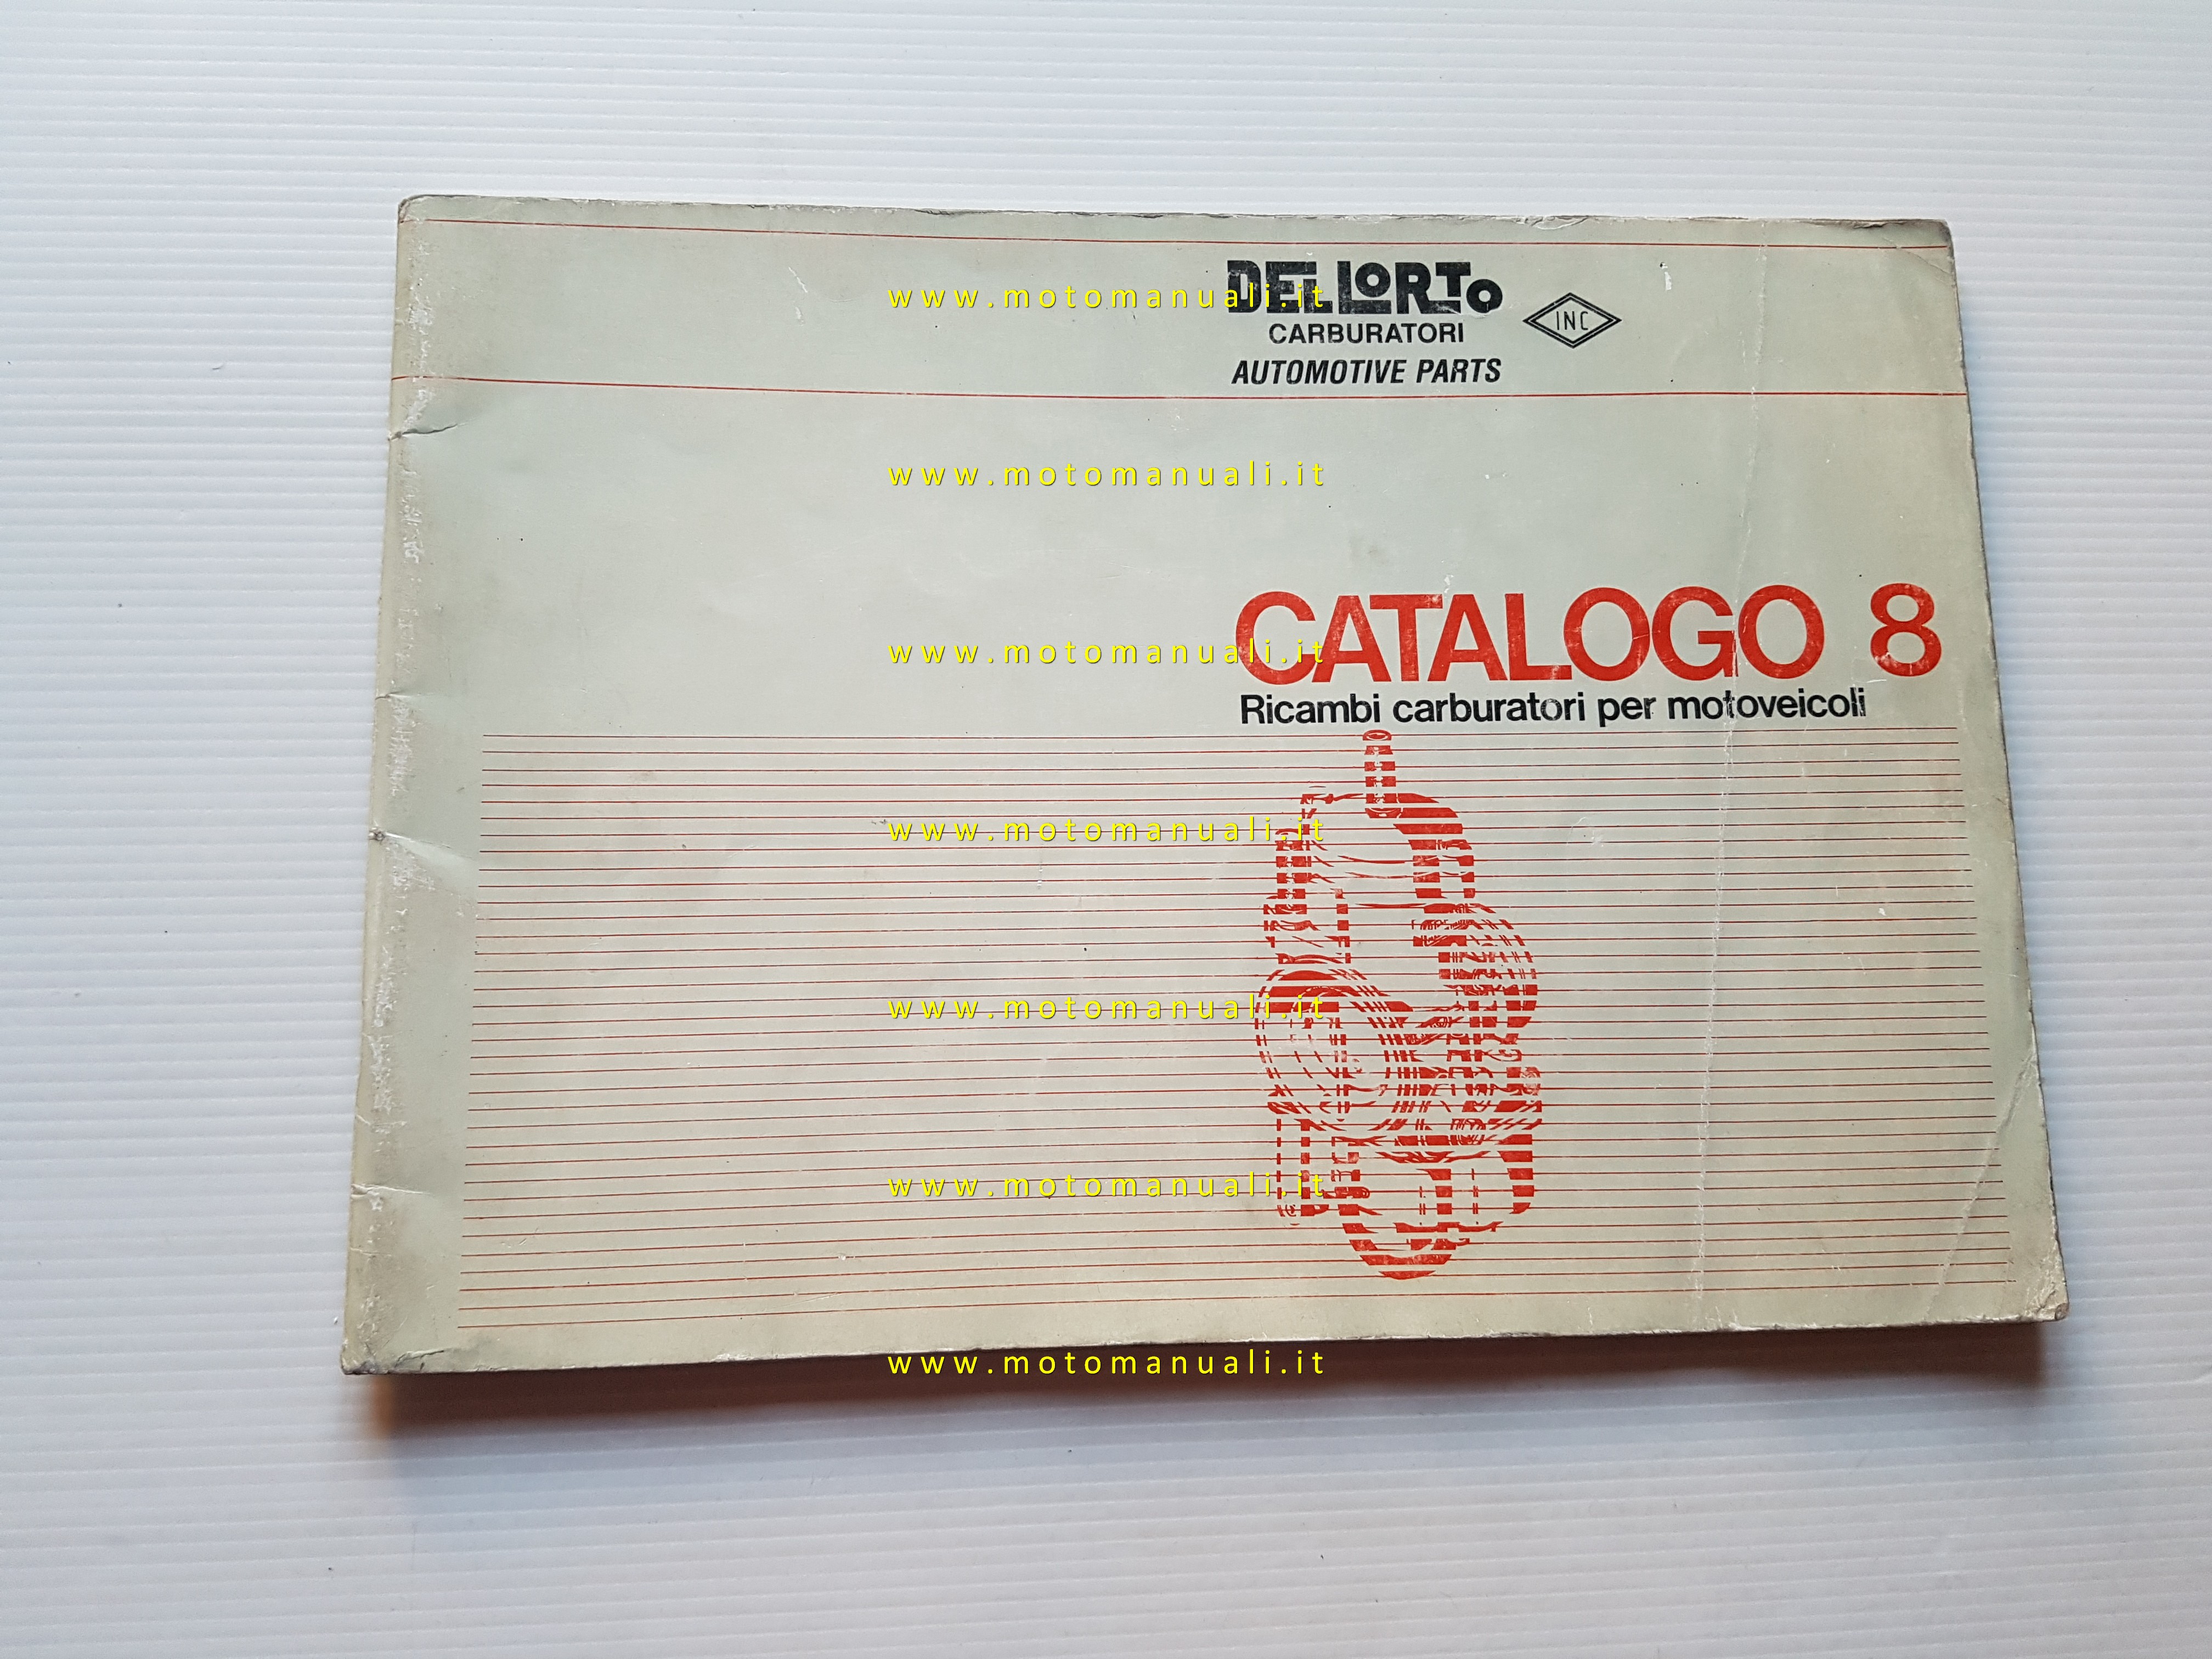 DELLORTO
INC
CARBURATORI
AUTOMOTIVE PARTS
www.motomanuali.it
www.motomanuali.it
CATALOGO 8
www.motomanuali.it
Ricambi carburatori per motoveicoli
www.motomanuali.it
www.motomanuali.it
www.motomanuali.it
www.motomanuali.it